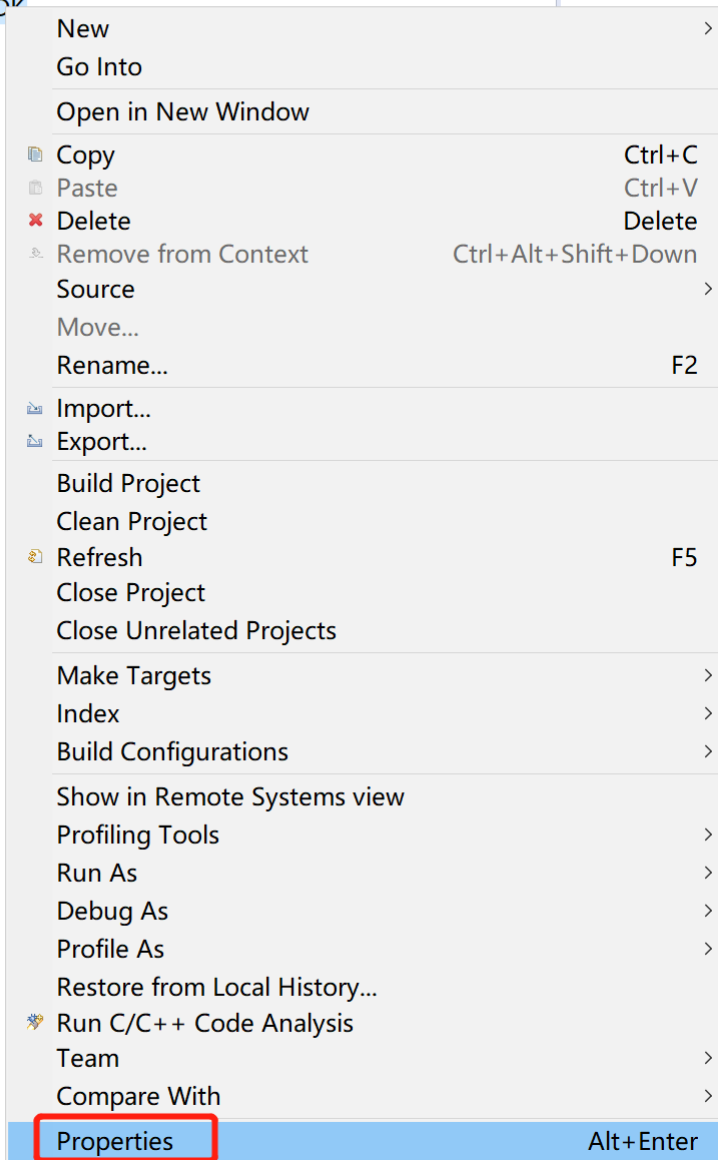 New
Go Into
Open in New Window
Copy Ctrl+C
Paste Ctrl+V
Delete Delete
Remove from Context Ctrl+Alt+Shift+Down
Source
Move...
Rename... F2
Import...
Export...
Build Project
Clean Project
Refresh F5
Close Project
Close Unrelated Projects
Make Targets
Index
Build Configurations
Show in Remote Systems view
Profiling Tools
Run As
Debug As
Profile As
Restore from Local History...
Run C/C++ Code Analysis
Team
Compare With
Properties Alt+Enter